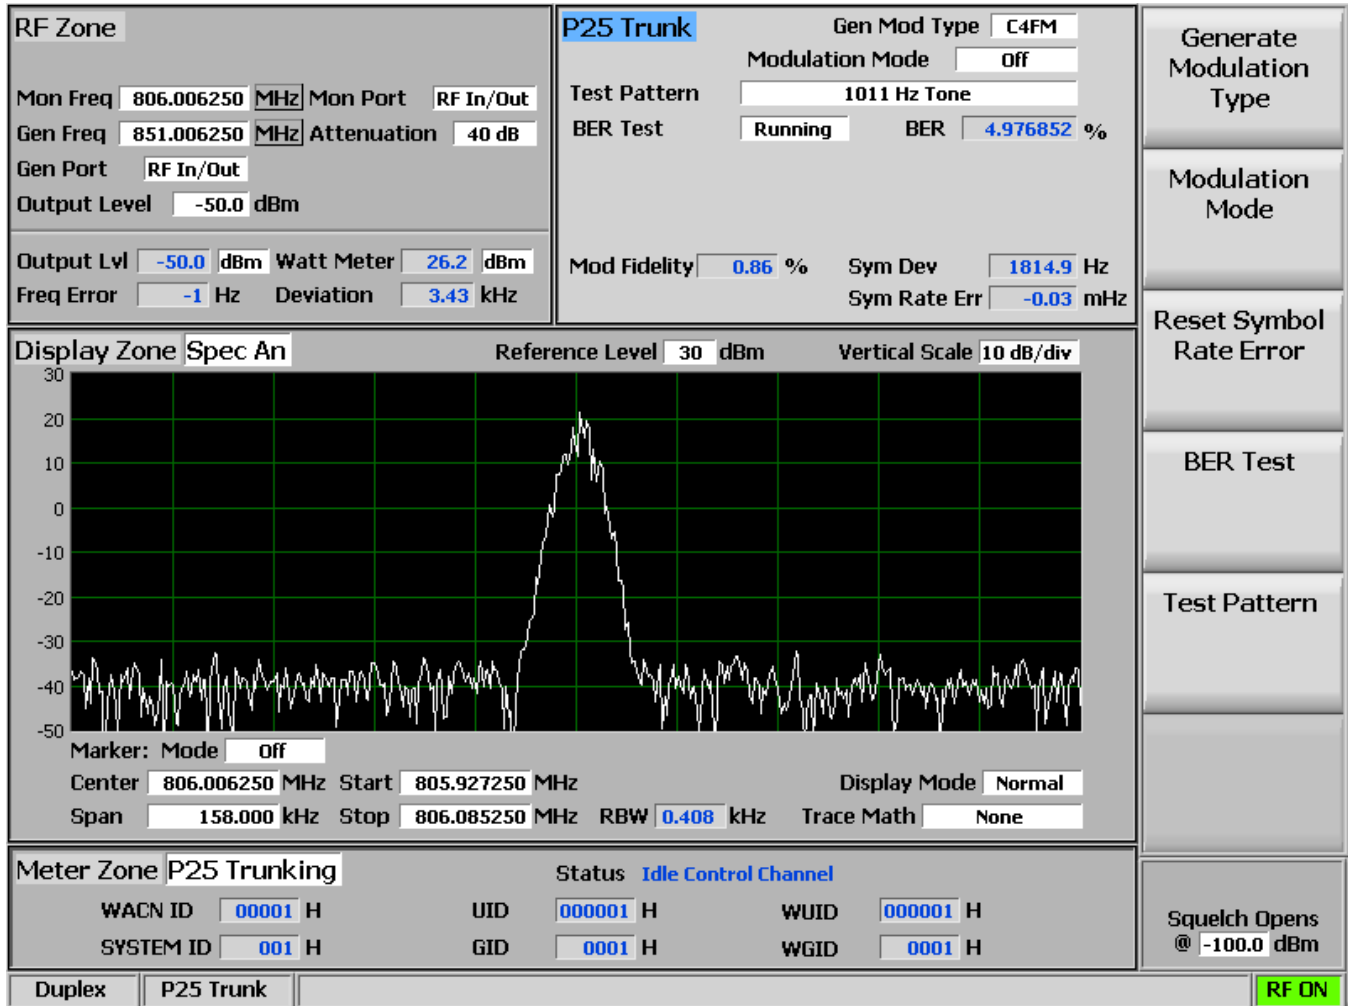 RF Zone
Mon Freq 806.006250 MHz Mon Port RF In/Out
Gen Freq 851.006250 MHz Attenuation 40 dB
Gen Port RF In/Out
Output Level -50.0 dBm
Output Lvl -50.0 dBm Watt Meter 26.2 dBm
Freq Error -1 Hz Deviation 3.43 kHz
P25 Trunk Gen Mod Type C4FM
Modulation Mode Off
Test Pattern 1011 Hz Tone
BER Test Running BER 4.976852 %
Mod Fidelity 0.86 % Sym Dev 1814.9 Hz
Sym Rate Err -0.03 mHz
Display Zone Spec An Reference Level 30 dBm Vertical Scale 10 dB/div
30
20
10
0
-10
-20
-30
-40
-50
Marker: Mode Off
Center 806.006250 MHz Start 805.927250 MHz Display Mode Normal
Span 158.000 kHz Stop 806.085250 MHz RBW 0.408 kHz Trace Math None
Meter Zone P25 Trunking Status Idle Control Channel
WACN ID 00001 H UID 000001 H WUID 000001 H
SYSTEM ID 001 H GID 0001 H WGID 0001 H
Duplex P25 Trunk RF ON
Generate
Modulation
Type
Modulation
Mode
Reset Symbol
Rate Error
BER Test
Test Pattern
Squelch Opens
@ -100.0 dBm